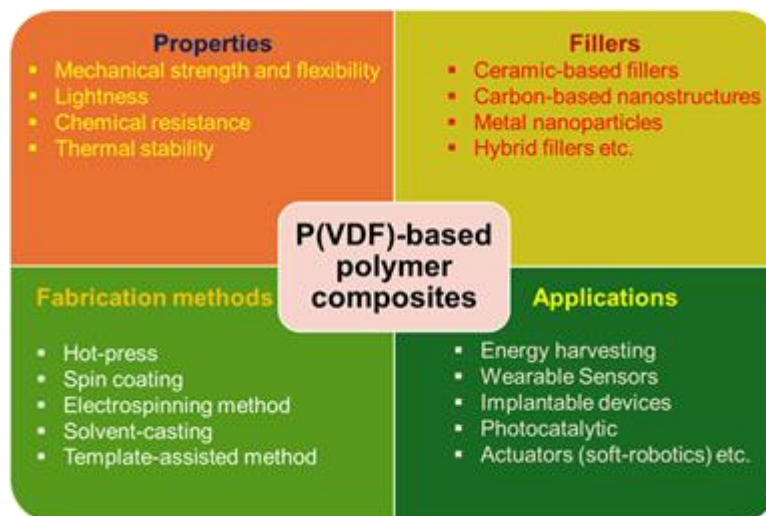 Properties
▪ Mechanical strength and flexibility
▪ Lightness
▪ Chemical resistance
▪ Thermal stability
Fillers
▪ Ceramic-based fillers
▪ Carbon-based nanostructures
▪ Metal nanoparticles
▪ Hybrid fillers etc.
P(VDF)-based
polymer
composites
Fabrication methods
▪ Hot-press
▪ Spin coating
▪ Electrospinning method
▪ Solvent-casting
▪ Template-assisted method
Applications
▪ Energy harvesting
▪ Wearable Sensors
▪ Implantable devices
▪ Photocatalytic
▪ Actuators (soft-robotics) etc.